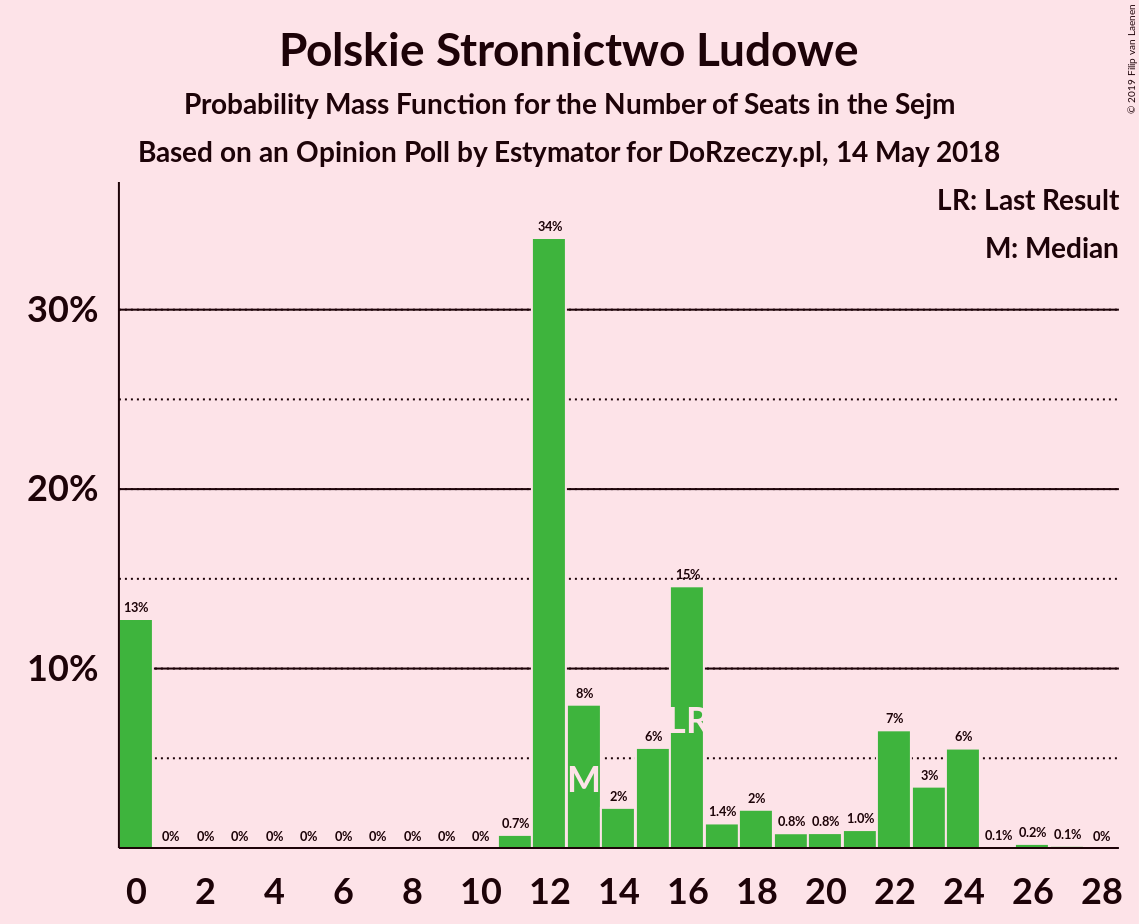 Polskie Stronnictwo Ludowe
Probability Mass Function for the Number of Seats in the Sejm
Based on an Opinion Poll by Estymator for DoRzeczy.pl, 14 May 2018
© 2019 Filip van Laenen
LR: Last Result
M: Median
30%
20%
10%
13% 0% 0% 0% 0% 0% 0% 0% 0% 0% 0% 0.7% 34% 8% 2% 6% 15% 1.4% 2% 0.8% 0.8% 1.0% 7% 3% 6% 0.1% 0.2% 0.1% 0%
M
LR
0 2 4 6 8 10 12 14 16 18 20 22 24 26 28